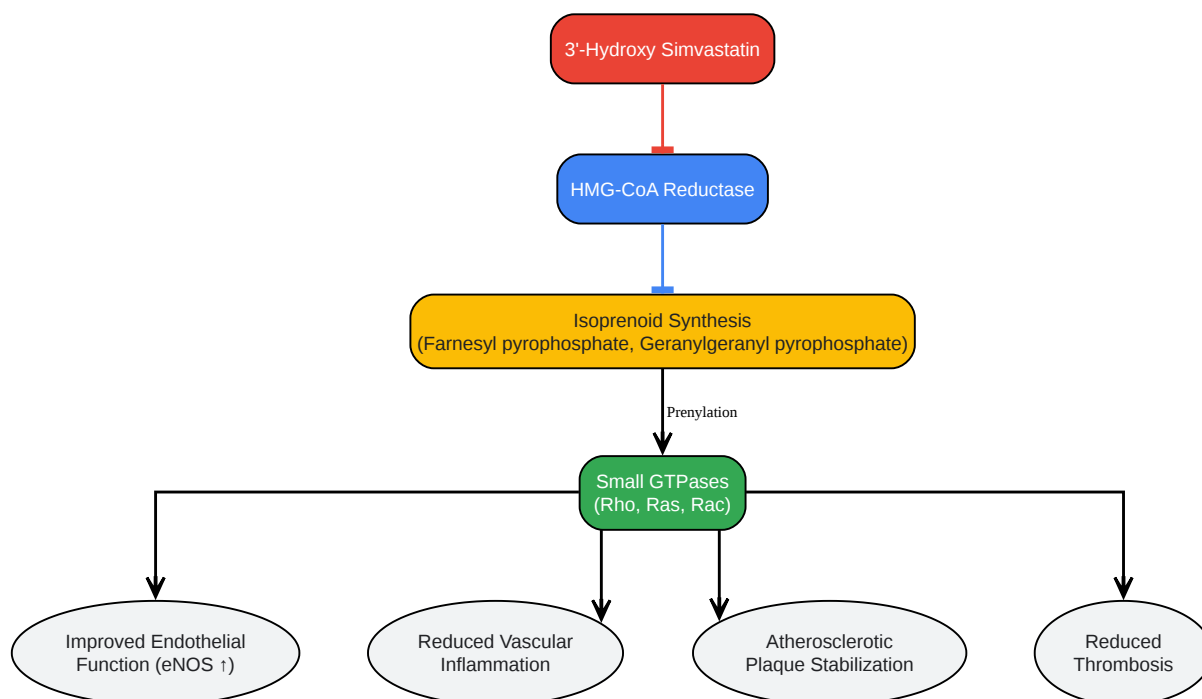 3'-Hydroxy Simvastatin
HMG-CoA Reductase
Isoprenoid Synthesis
(Farnesyl pyrophosphate, Geranylgeranyl pyrophosphate)
Prenylation
Small GTPases
(Rho, Ras, Rac)
Improved Endothelial
Function (eNOS ↑)
Reduced Vascular
Inflammation
Atherosclerotic
Plaque Stabilization
Reduced
Thrombosis